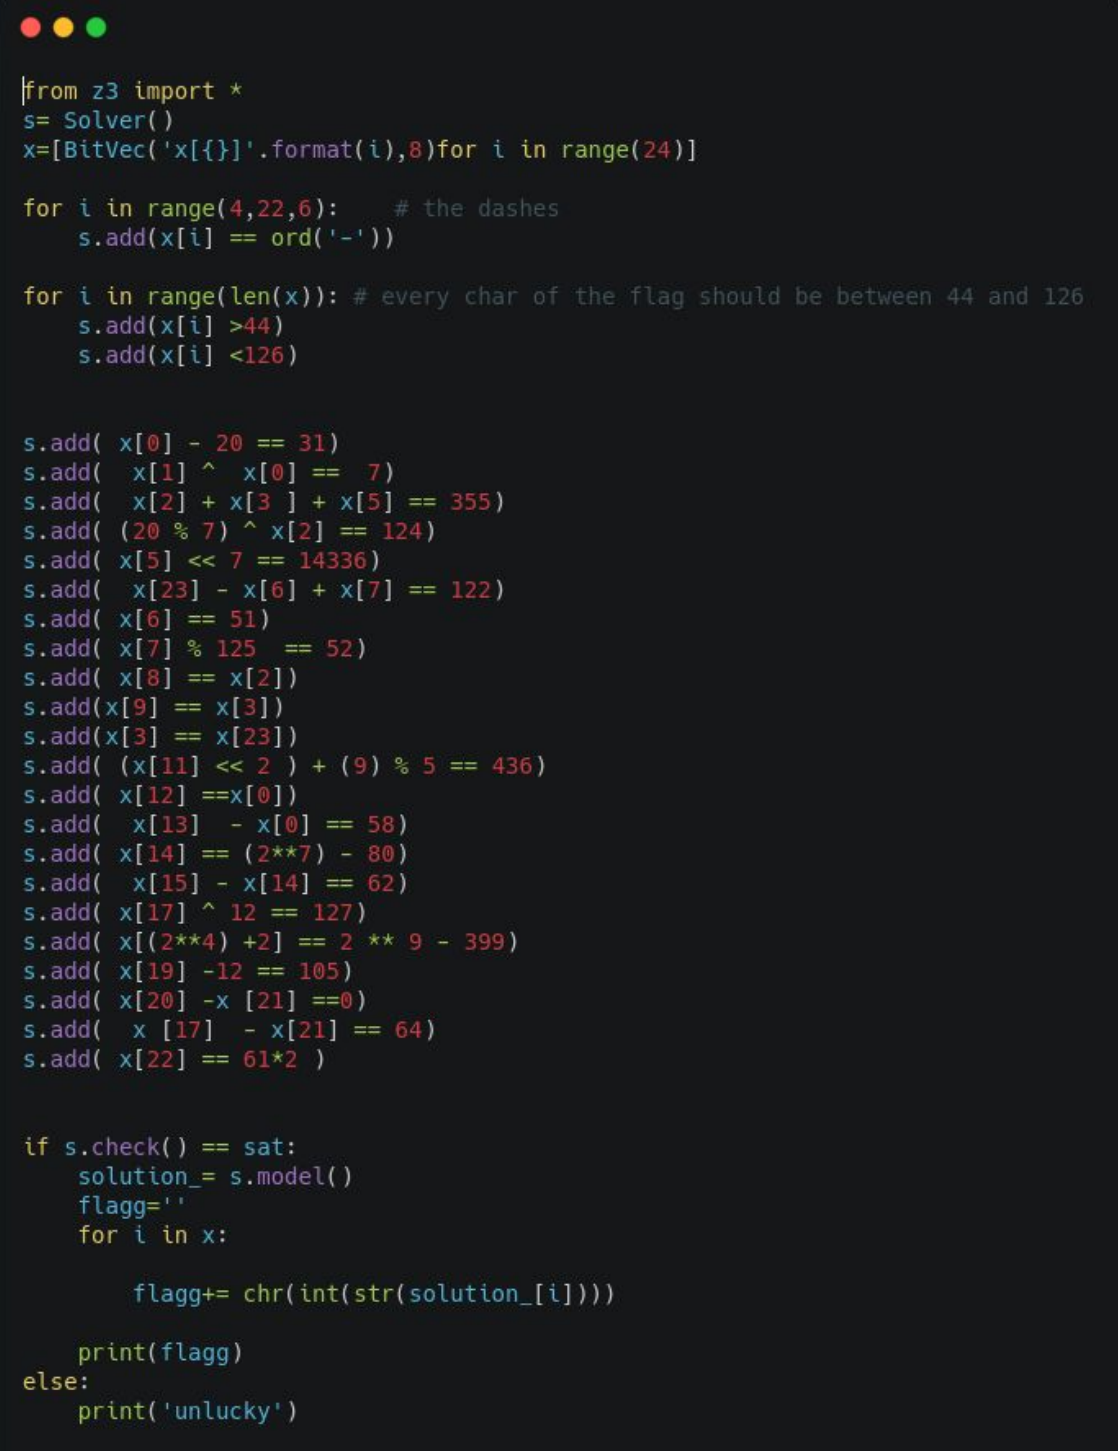 from z3 import *
s= Solver()
x=[BitVec('x[{}]'.format(i),8)for i in range(24)]
for i in range(4,22,6):    # the dashes
    s.add(x[i] == ord('-'))
for i in range(len(x)): # every char of the flag should be between 44 and 126
    s.add(x[i] >44)
    s.add(x[i] <126)
s.add( x[0] - 20 == 31)
s.add(  x[1] ^  x[0] ==  7)
s.add(  x[2] + x[3 ] + x[5] == 355)
s.add( (20 % 7) ^ x[2] == 124)
s.add( x[5] << 7 == 14336)
s.add(  x[23] - x[6] + x[7] == 122)
s.add( x[6] == 51)
s.add( x[7] % 125  == 52)
s.add( x[8] == x[2])
s.add(x[9] == x[3])
s.add(x[3] == x[23])
s.add( (x[11] << 2 ) + (9) % 5 == 436)
s.add( x[12] ==x[0])
s.add(  x[13]  - x[0] == 58)
s.add( x[14] == (2**7) - 80)
s.add(  x[15] - x[14] == 62)
s.add( x[17] ^ 12 == 127)
s.add( x[(2**4) +2] == 2 ** 9 - 399)
s.add( x[19] -12 == 105)
s.add( x[20] -x [21] ==0)
s.add(  x [17]  - x[21] == 64)
s.add( x[22] == 61*2 )
if s.check() == sat:
    solution_= s.model()
    flagg=''
    for i in x:
        flagg+= chr(int(str(solution_[i])))
    print(flagg)
else:
    print('unlucky')